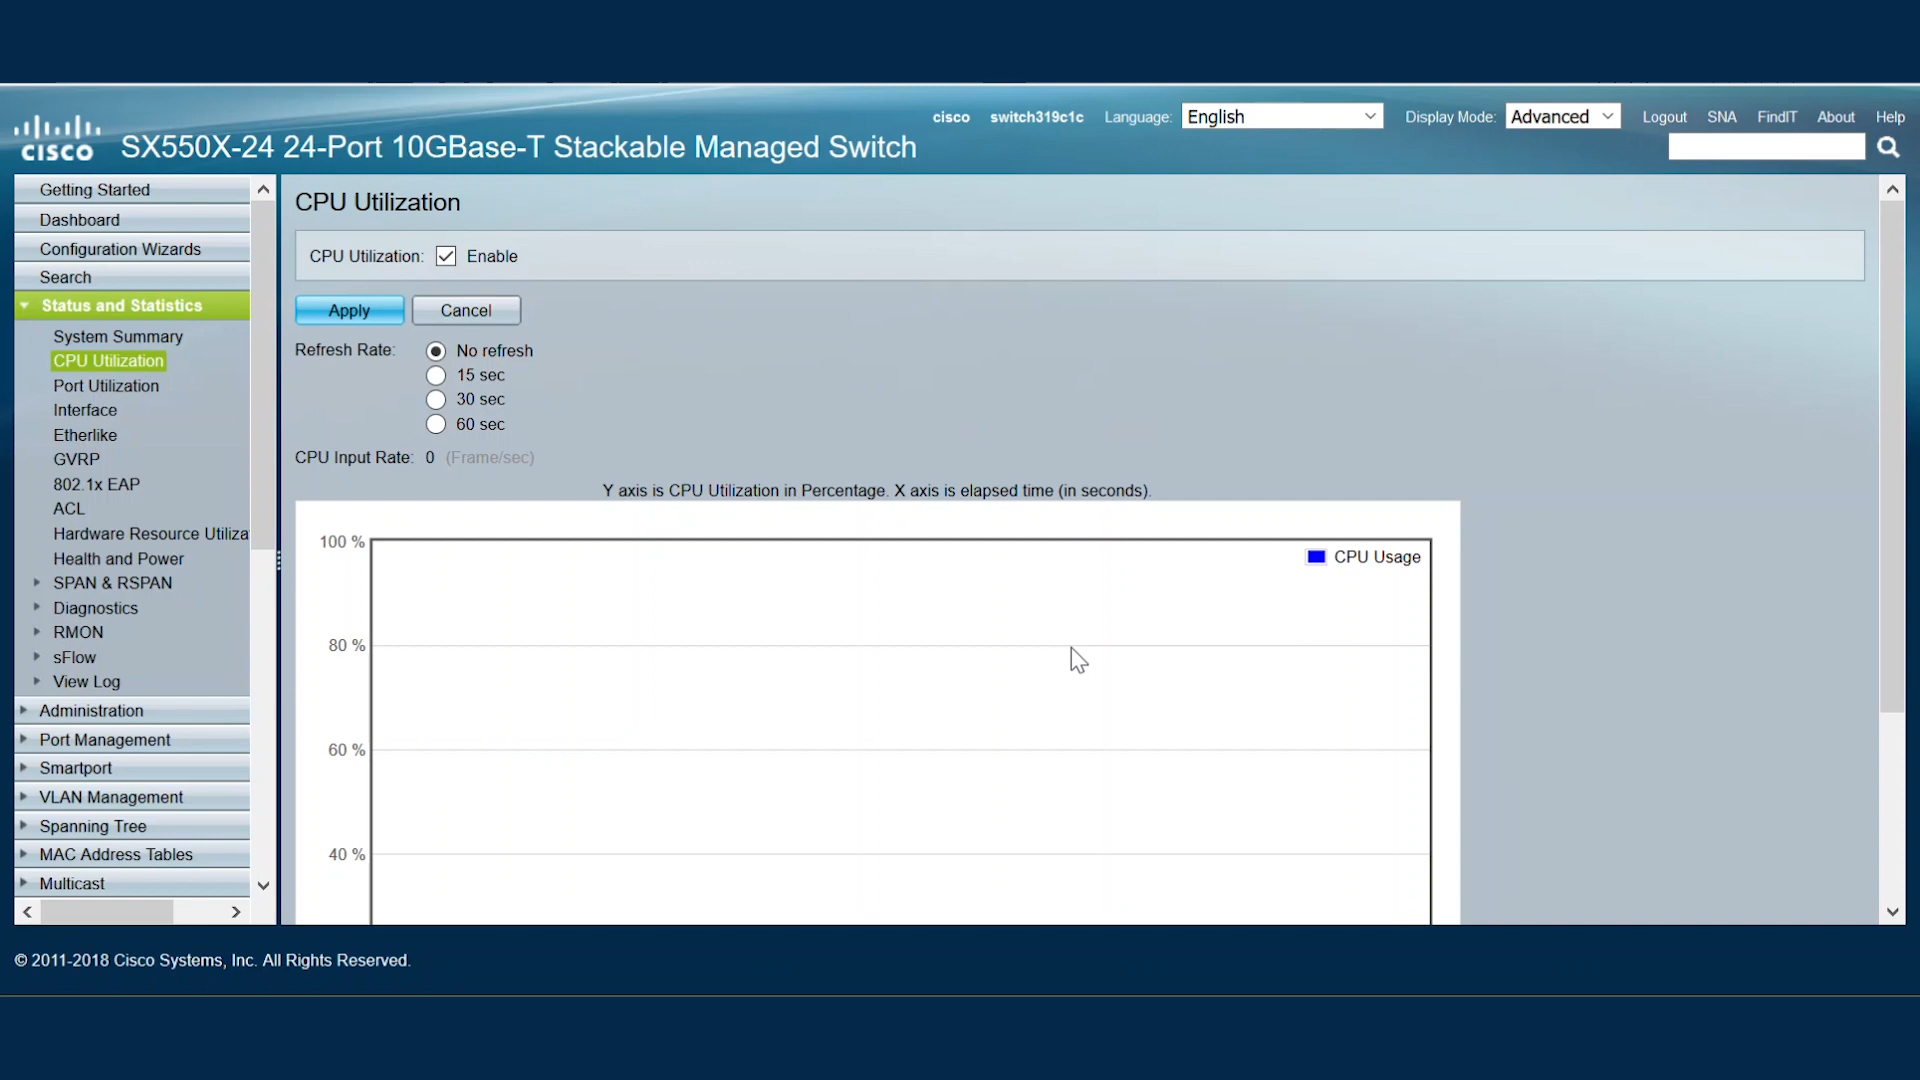 cisco switch319c1c Language: English Display Mode: Advanced Logout SNA FindIT About Help
CISCO SX550X-24 24-Port 10GBase-T Stackable Managed Switch
Getting Started
Dashboard
Configuration Wizards
Search
Status and Statistics
System Summary
CPU Utilization
Port Utilization
Interface
Etherlike
GVRP
802.1x EAP
ACL
Hardware Resource Utiliza
Health and Power
SPAN & RSPAN
Diagnostics
RMON
sFlow
View Log
Administration
Port Management
Smartport
VLAN Management
Spanning Tree
MAC Address Tables
Multicast
CPU Utilization
CPU Utilization: Enable
Apply Cancel
Refresh Rate: No refresh
15 sec
30 sec
60 sec
CPU Input Rate: 0 (Frame/sec)
Y axis is CPU Utilization in Percentage. X axis is elapsed time (in seconds).
100 %
CPU Usage
80 %
60 %
40 %
© 2011-2018 Cisco Systems, Inc. All Rights Reserved.